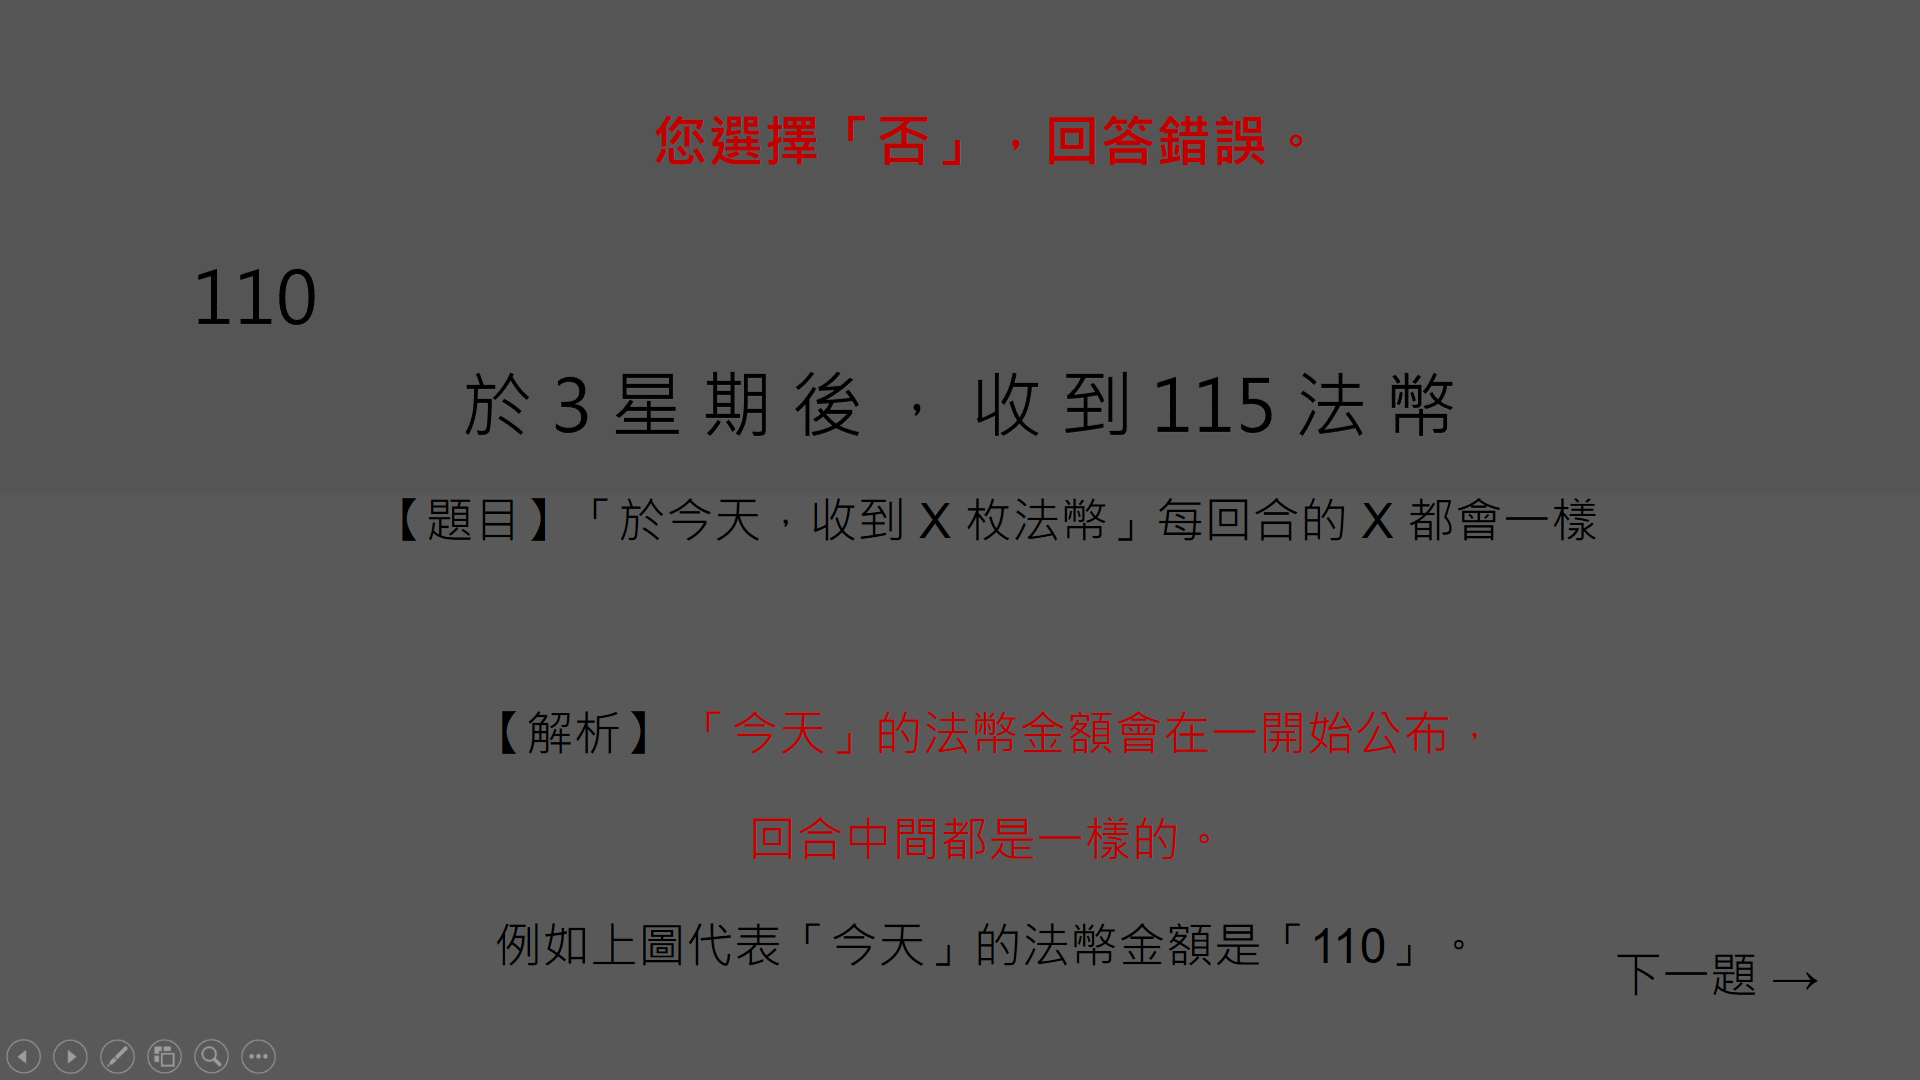 您選擇「否」，回答錯誤。
110
於3星期後，收到115法幣
【題目】「於今天，收到 X 枚法幣」每回合的 X 都會一樣
【解析】「今天」的法幣金額會在一開始公布，
回合中間都是一樣的。
例如上圖代表「今天」的法幣金額是「110」。
下一題→